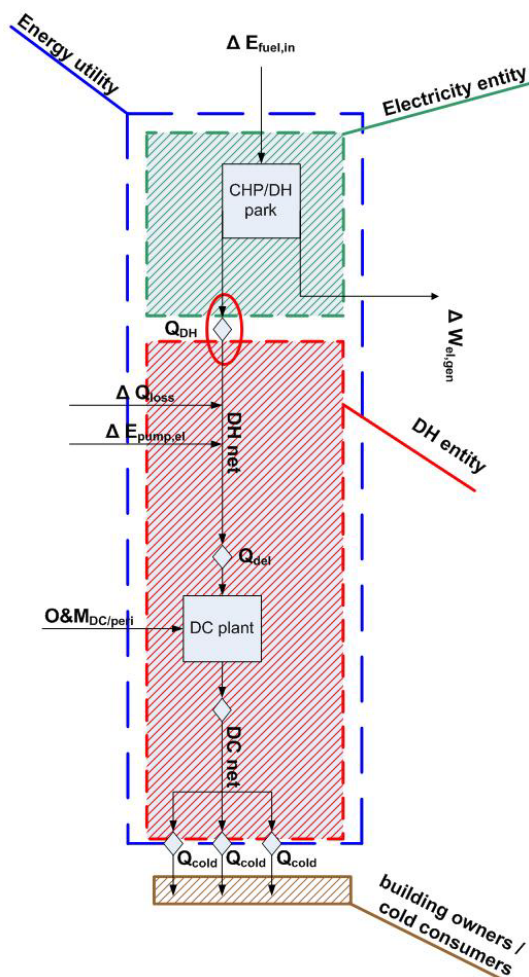 Energy utility
Δ E fuel,in
Electricity entity
CHP/DH
park
Q DH
Δ W el,gen
Δ Q loss
Δ E pump,el
DH net
DH entity
Q del
O&M DC/peri
DC plant
DC net
Q cold Q cold Q cold
building owners /
cold consumers